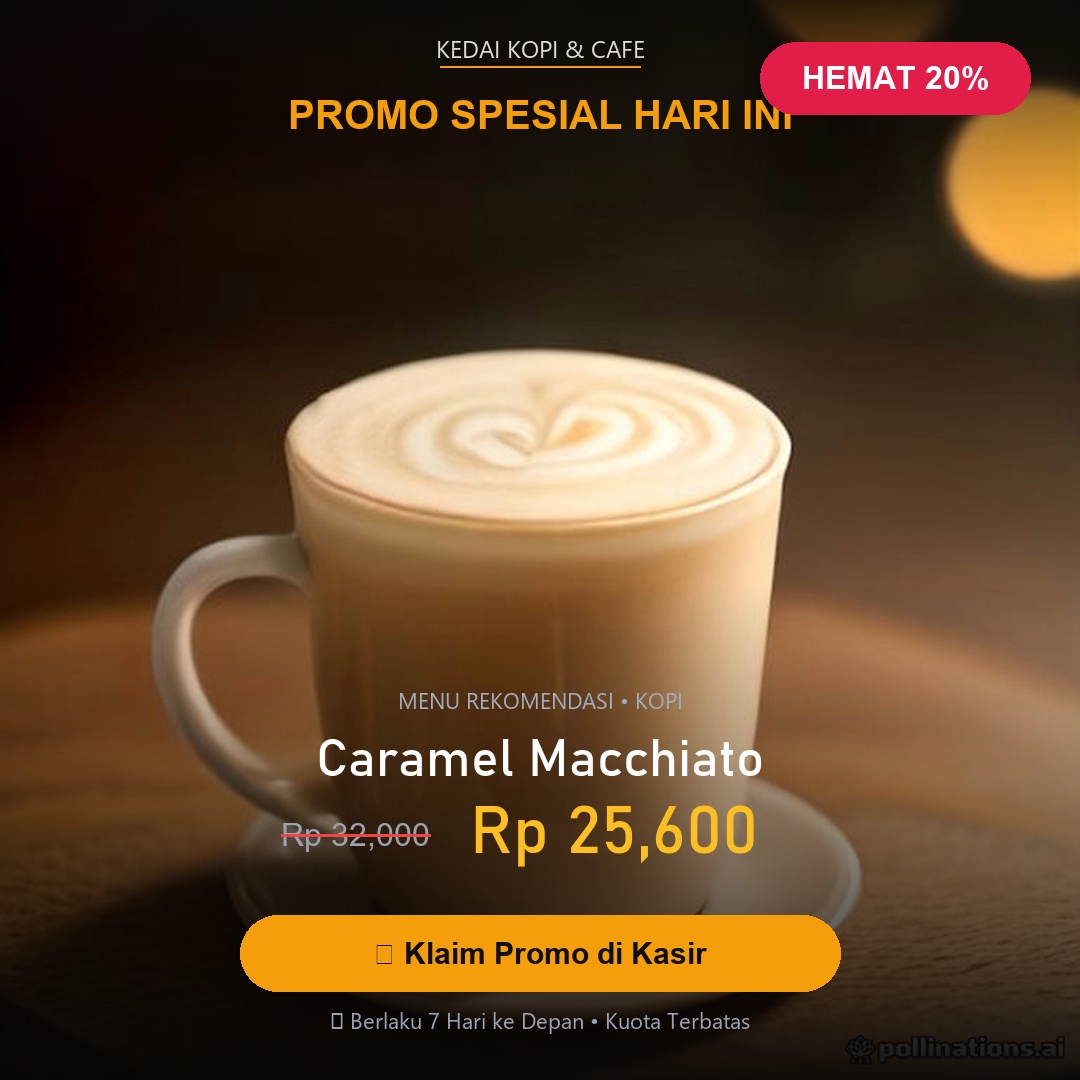 KEDAI KOPI & CAFE
HEMAT 20%
PROMO SPESIAL HARI INI
MENU REKOMENDASI • KOPI
Caramel Macchiato
Rp 32,000 Rp 25,600
Klaim Promo di Kasir
Berlaku 7 Hari ke Depan • Kuota Terbatas
pollinations.ai